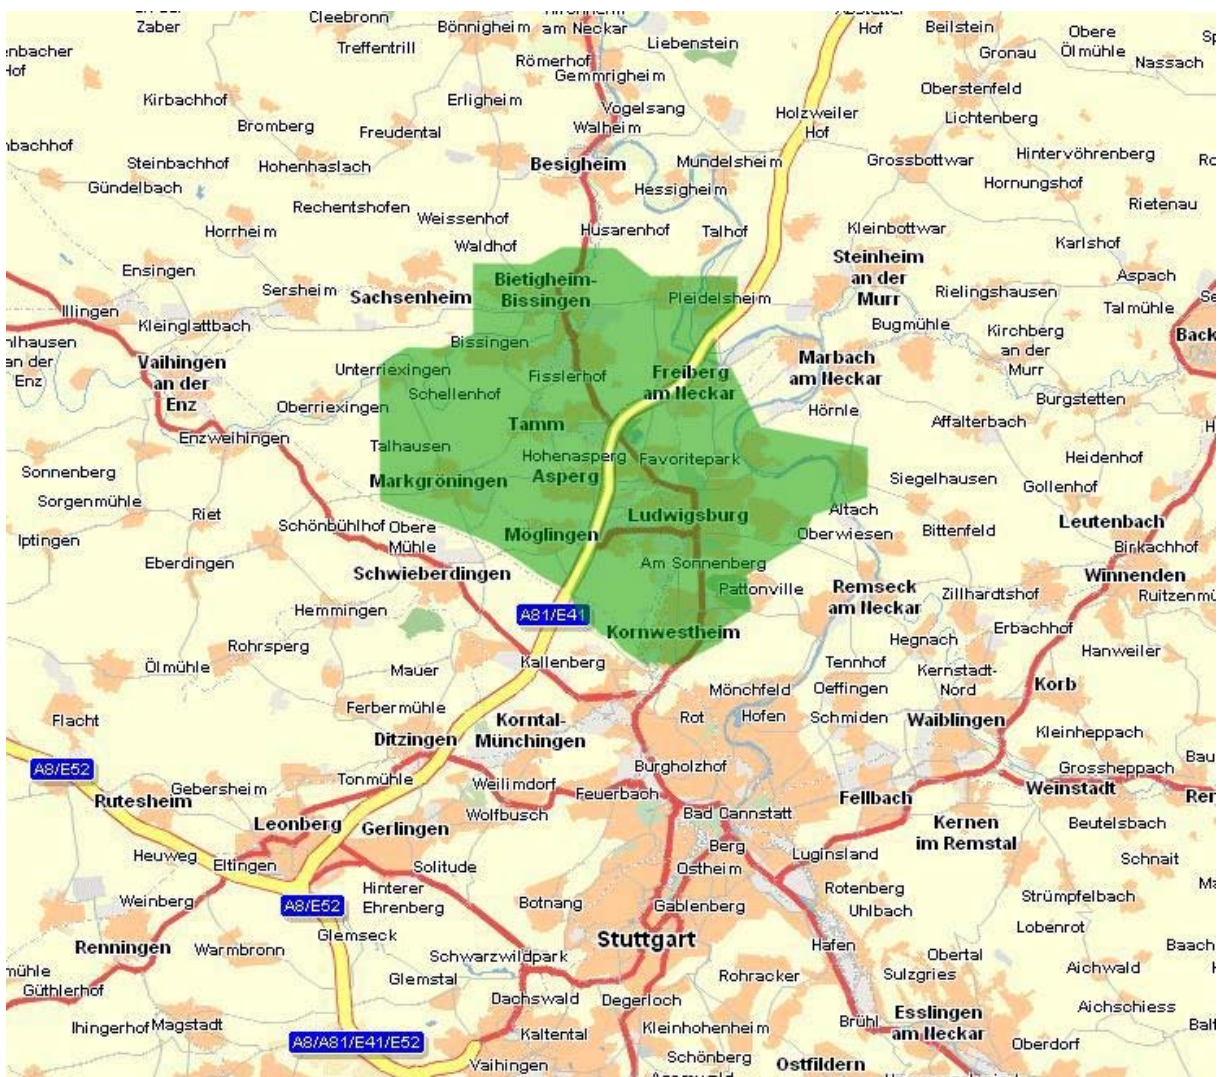 Zaber
Cleebronn
Treffentrill
Bönnigheim
am Neckar
Römerhof
Gemmrigheim
Liebenstein
Hof
Beilstein
Gronau
Obere
Ölmühle
Nassach
enbacher
Hof
Kirbachhof
Bromberg
Erligheim
Freudental
Vogelsang
Walheim
Holzweiler
Hof
Oberstenfeld
Lichtenberg
nbachhof
Steinbachhof
Hohenhaslach
Gündelbach
Besigheim
Mundelsheim
Hessigheim
Grossbottwar
Hintervöhrenberg
Hornungshof
Rietenau
Rechentshofen
Weissenhof
Waldhof
Horrheim
Husarenhof
Talhof
Kleinbottwar
Karlshof
Ensingen
Sersheim
Sachsenheim
Bietigheim-
Bissingen
Pleidelsheim
Steinheim
an der
Murr
Rielingshausen
Aspach
Talmühle
Illingen
Kleinglattbach
Bissingen
Bugmühle
Kirchberg
an der
Murr
Back
an der
Enz
Vaihingen
an der
Enz
Unterriexingen
Schellenhof
Oberriexingen
Fisslerhof
Freiberg
am Neckar
Marbach
am Neckar
Hörnle
Burgstetten
Affalterbach
Enzweihingen
Talhausen
Tamm
Hohenasperg
Asperg
Favoritepark
Heidenhof
Gollenhof
Sonnenberg
Sorgenmühle
Riet
Markgröningen
Siegelhausen
Iptingen
Schönbühlhof
Obere
Mühle
Möglingen
Ludwigsburg
Altach
Oberwiesen
Bittenfeld
Leutenbach
Birkachhof
Eberdingen
Schwieberdingen
Am Sonnenberg
Pattonville
Remseck
am Neckar
Zillhardtshof
Winnenden
Ruitzenmü
Hemmingen
A81/E41
Kornwestheim
Hegnach
Erbachhof
Hanweiler
Rohrsperg
Ölmühle
Mauer
Kallenberg
Tennhof
Oeffingen
Kernstadt-
Nord
Korb
Flacht
Ferbermühle
Ditzingen
Korntal-
Münchingen
Mönchfeld
Rot
Hofen
Schmiden
Waiblingen
Kleinheppach
A8/E52
Gebersheim
Rutesheim
Tonmühle
Weilimdorf
Wolfbusch
Burgholzhof
Feuerbach
Bad Cannstatt
Fellbach
Grossheppach
Weinstadt
Leonberg
Gerlingen
Kernen
im Remstal
Beutelsbach
Heuweg
Eltingen
Solitude
Berg
Ostheim
Luginsland
Schnait
Weinberg
A8/E52
Hinterer
Ehrenberg
Botnang
Gablenberg
Rotenberg
Uhlbach
Strümpfelbach
Renningen
Warmbronn
Glemseck
Schwarzwildpark
Stuttgart
Hafen
Lobenrot
Obertal
Baach
mühle
Güthlerhof
Glemstal
Dachswald
Degerloch
Rohracker
Sulzgries
Aichwald
Aichschiess
Ihingerhof
Magstadt
A8/A81/E41/E52
Kaltental
Kleinhohenheim
Brühl
Esslingen
am Neckar
Vaihingen
Schönberg
Ostfildern
Oberdorf